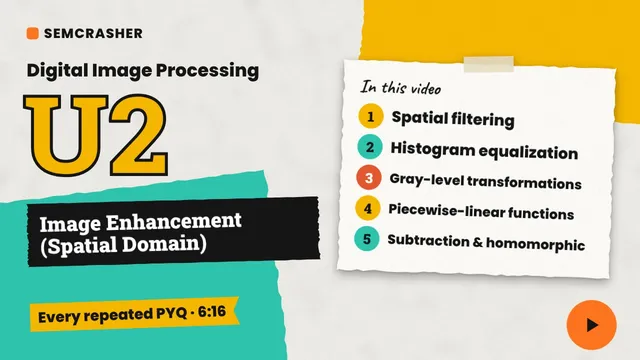 SEMCRASHER
Digital Image Processing
U2
Image Enhancement
(Spatial Domain)
Every repeated PYQ · 6:16
In this video
1 Spatial filtering
2 Histogram equalization
3 Gray-level transformations
4 Piecewise-linear functions
5 Subtraction & homomorphic